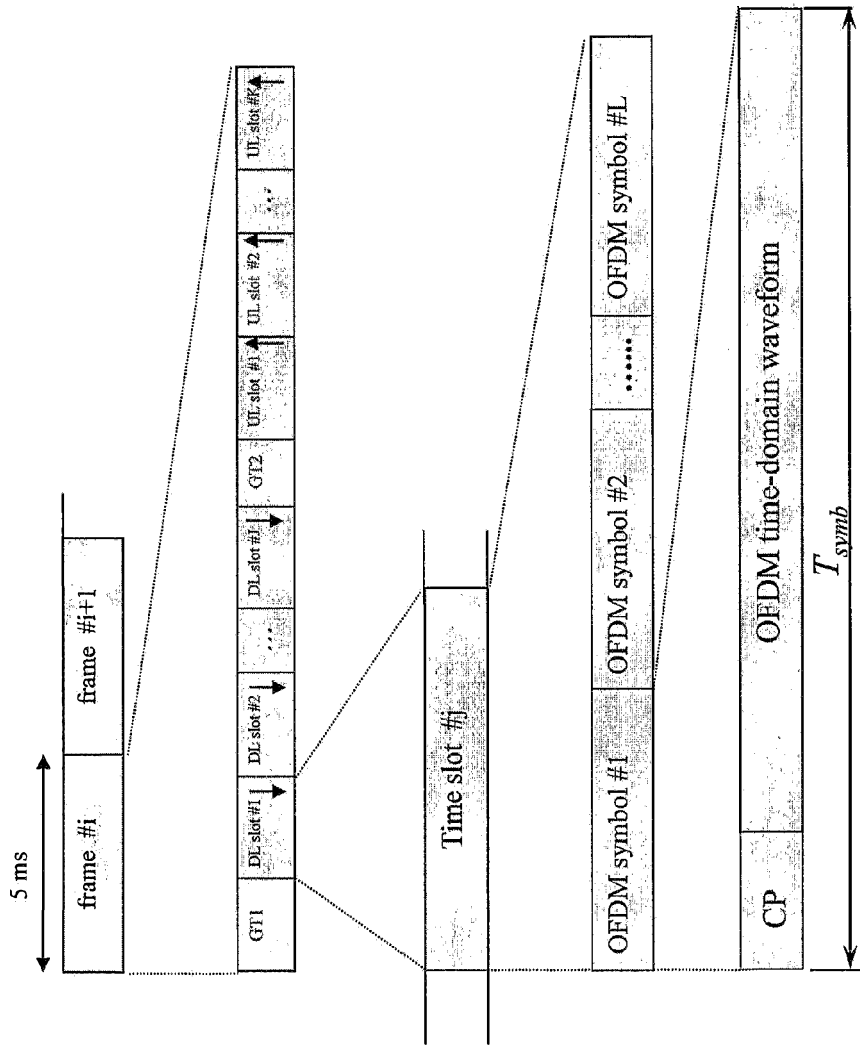 5 ms
frame #i
frame #i+1
GT1
DL slot #1
DL slot #2
...
DL slot #J
GT2
UL slot #1
UL slot #2
...
UL slot #K
Time slot #j
OFDM symbol #1
OFDM symbol #2
......
OFDM symbol #L
CP
OFDM time-domain waveform
T_symb